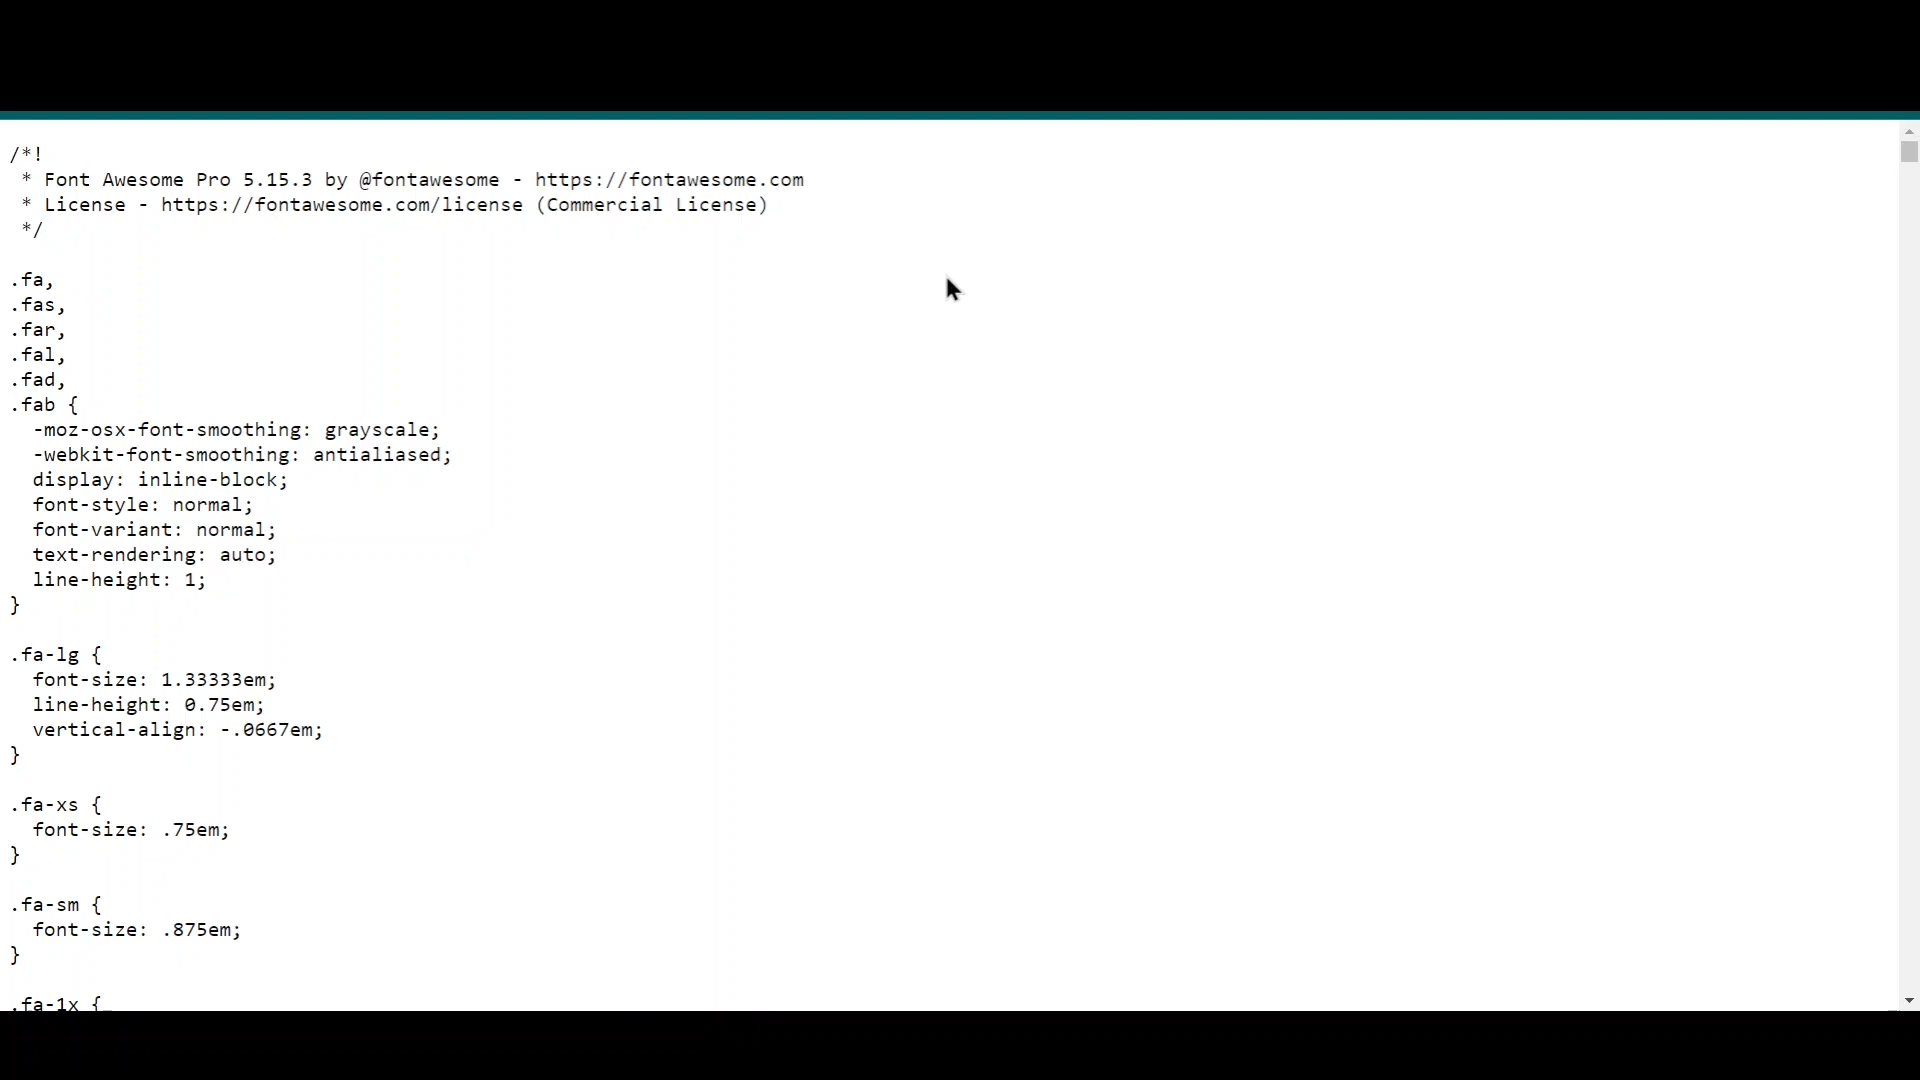 /*!
 * Font Awesome Pro 5.15.3 by @fontawesome - https://fontawesome.com
 * License - https://fontawesome.com/license (Commercial License)
 */
.fa,
.fas,
.far,
.fal,
.fad,
.fab {
  -moz-osx-font-smoothing: grayscale;
  -webkit-font-smoothing: antialiased;
  display: inline-block;
  font-style: normal;
  font-variant: normal;
  text-rendering: auto;
  line-height: 1;
}
.fa-lg {
  font-size: 1.33333em;
  line-height: 0.75em;
  vertical-align: -.0667em;
}
.fa-xs {
  font-size: .75em;
}
.fa-sm {
  font-size: .875em;
}
.fa-1x {